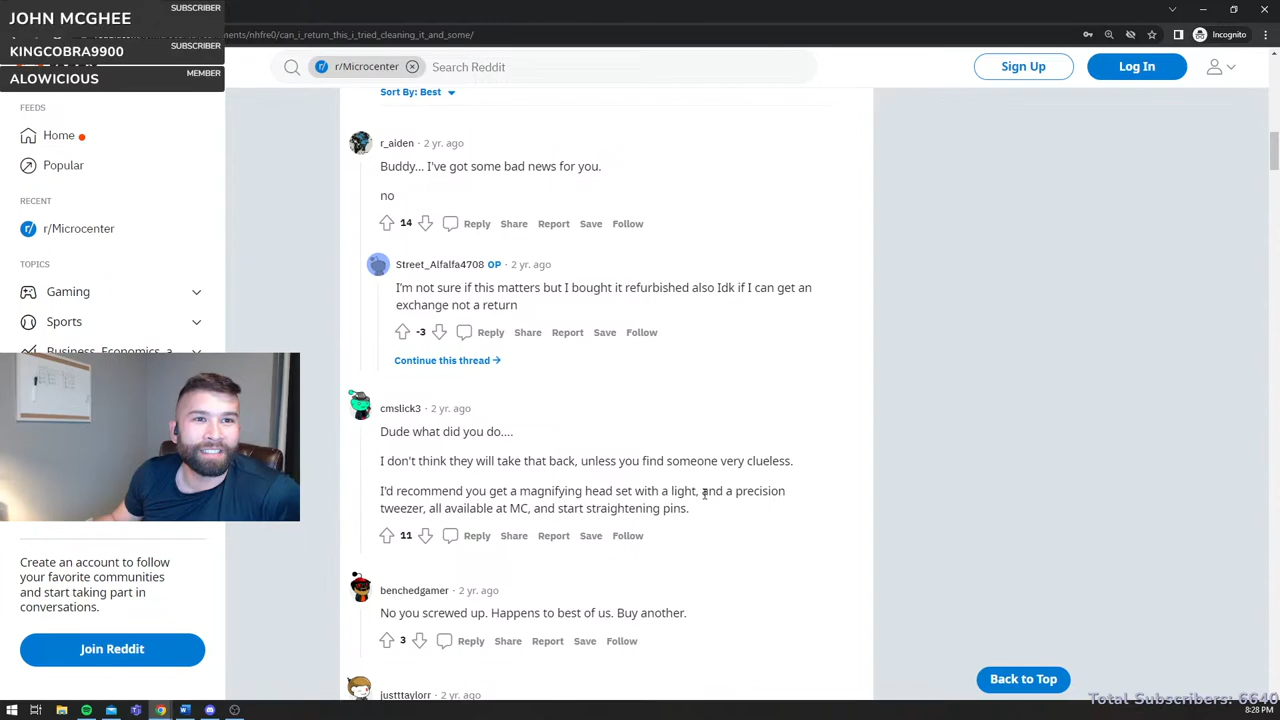 JOHN MCGHEE
SUBSCRIBER
KINGCOBRA9900
SUBSCRIBER
ALOWICIOUS
MEMBER
ments/nhfre0/can_i_return_this_i_tried_cleaning_it_and_some/
Incognito
r/Microcenter
Search Reddit
Sign Up
Log In
FEEDS
Home
Popular
RECENT
r/Microcenter
TOPICS
Gaming
Sports
Business, Economics, a
Create an account to follow
your favorite communities
and start taking part in
conversations.
Join Reddit
Sort By: Best
r_aiden · 2 yr. ago
Buddy... I've got some bad news for you.
no
14 Reply Share Report Save Follow
Street_Alfalfa4708 OP · 2 yr. ago
I'm not sure if this matters but I bought it refurbished also Idk if I can get an
exchange not a return
-3 Reply Share Report Save Follow
Continue this thread
cmslick3 · 2 yr. ago
Dude what did you do....
I don't think they will take that back, unless you find someone very clueless.
I'd recommend you get a magnifying head set with a light, and a precision
tweezer, all available at MC, and start straightening pins.
11 Reply Share Report Save Follow
benchedgamer · 2 yr. ago
No you screwed up. Happens to best of us. Buy another.
3 Reply Share Report Save Follow
justttaylorr · 2 yr. ago
Back to Top
Total Subscribers: 6640
8:28 PM